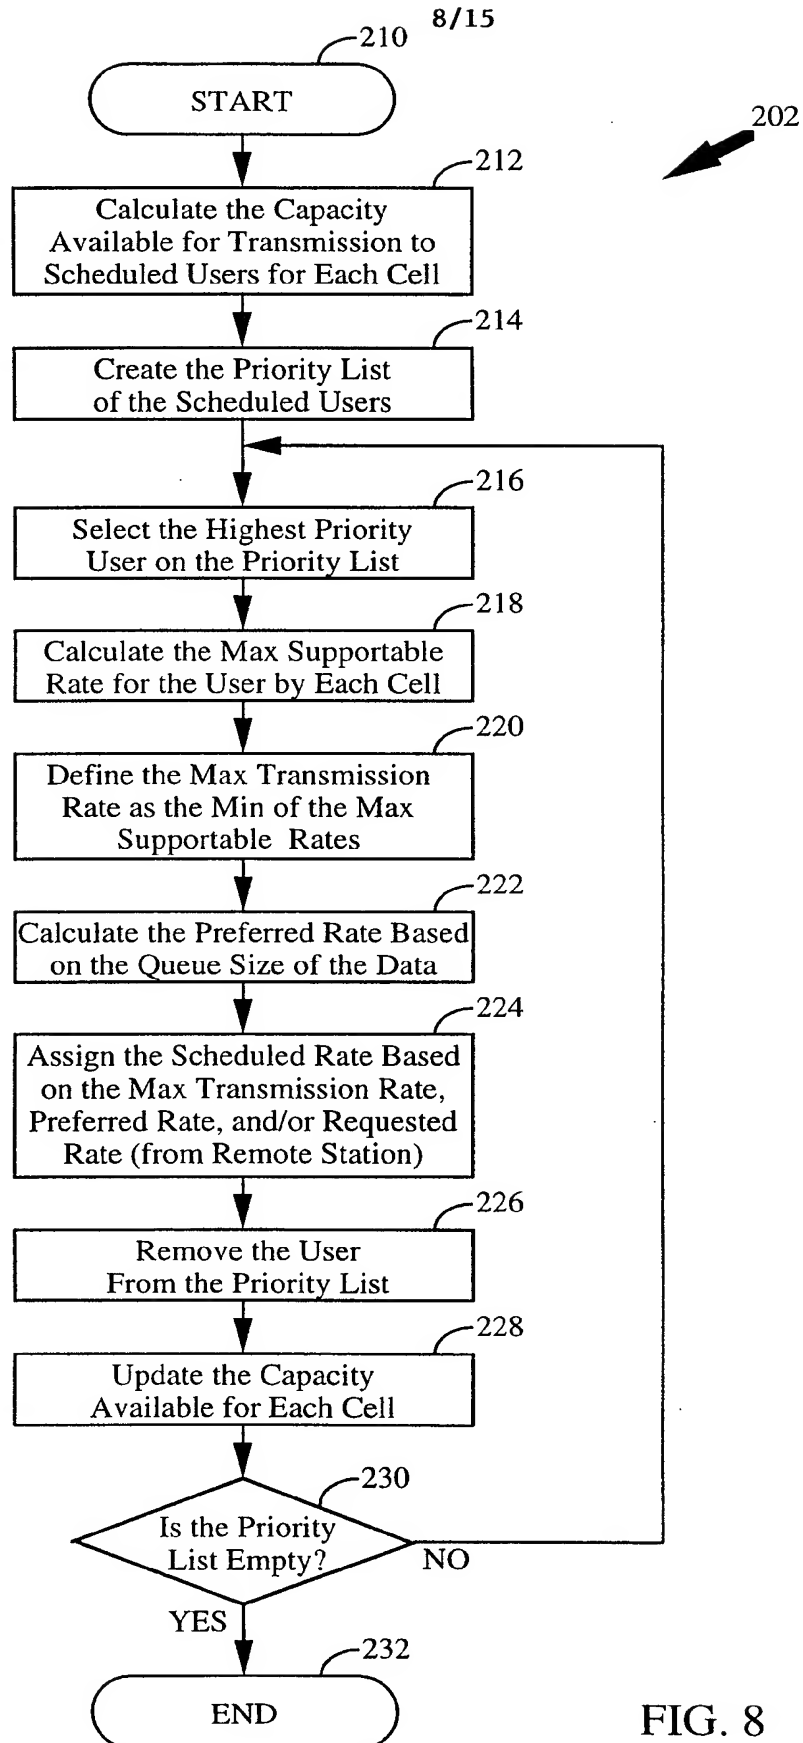 8/15
210
START
202
212
Calculate the Capacity
Available for Transmission to
Scheduled Users for Each Cell
214
Create the Priority List
of the Scheduled Users
216
Select the Highest Priority
User on the Priority List
218
Calculate the Max Supportable
Rate for the User by Each Cell
220
Define the Max Transmission
Rate as the Min of the Max
Supportable Rates
222
Calculate the Preferred Rate Based
on the Queue Size of the Data
224
Assign the Scheduled Rate Based
on the Max Transmission Rate,
Preferred Rate, and/or Requested
Rate (from Remote Station)
226
Remove the User
From the Priority List
228
Update the Capacity
Available for Each Cell
230
Is the Priority
List Empty?
NO
YES
232
END
FIG. 8